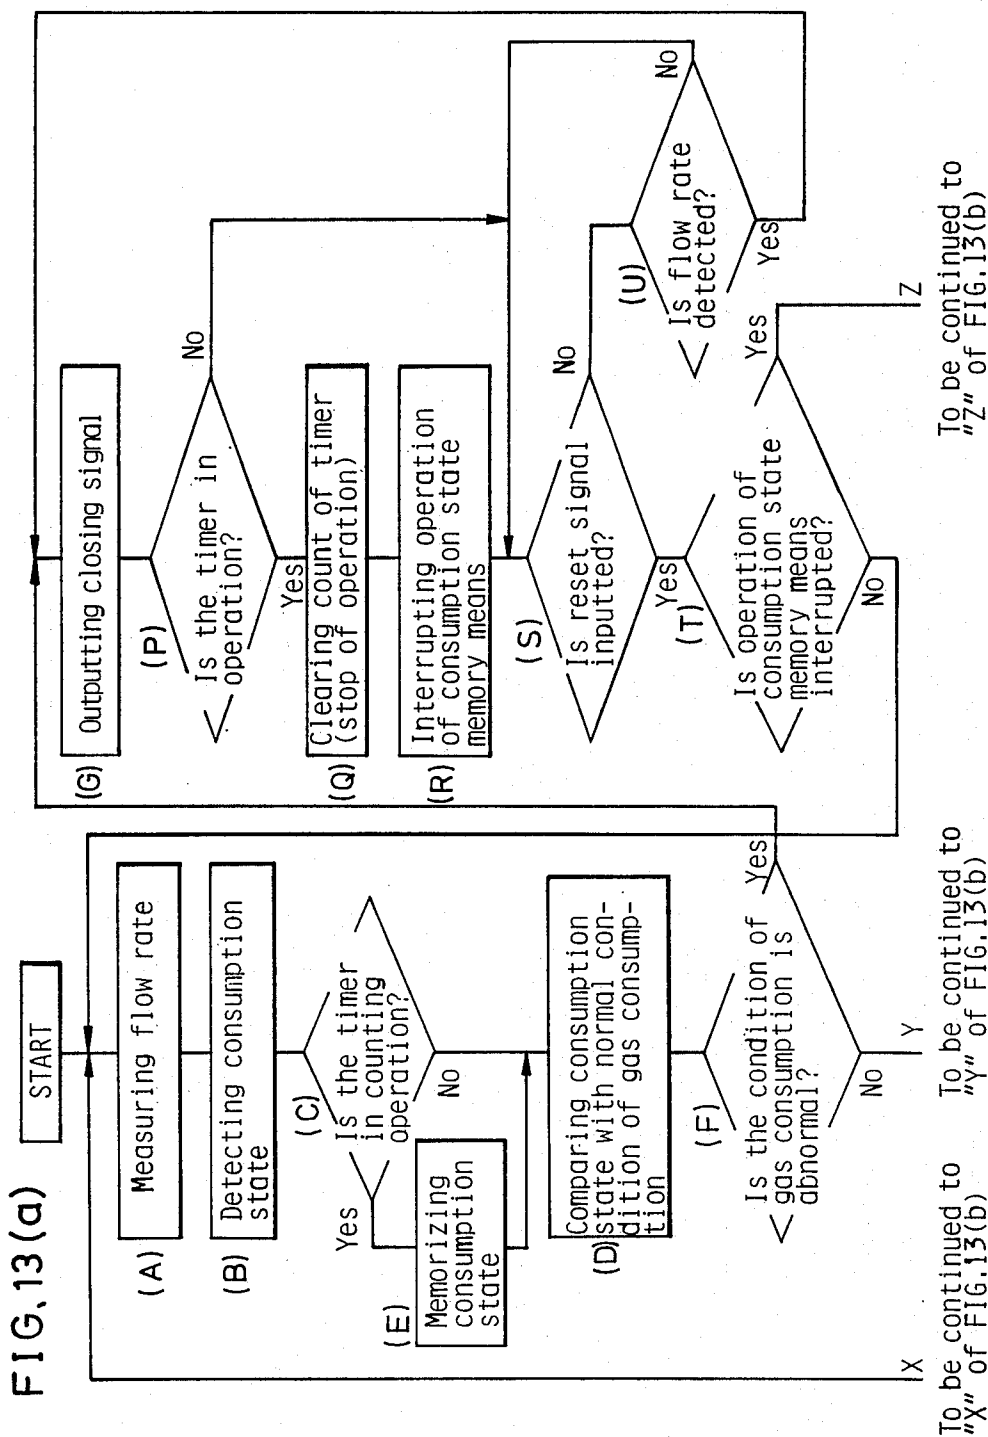 FIG.13(a)
START
(A)
Measuring flow rate
(B)
Detecting consumption
state
(C)
Is the timer
in counting
operation?
Yes
No
(E)
Memorizing
consumption
state
(D)
Comparing consumption
state with normal con-
dition of gas consump-
tion
(F)
Is the condition of
gas consumption is
abnormal?
Yes
No
X
Y
To be continued to
"X" of FIG.13(b)
To be continued to
"Y" of FIG.13(b)
(G)
Outputting closing signal
(P)
Is the timer in
operation?
No
Yes
(Q)
Clearing count of timer
(stop of operation)
(R)
Interrupting operation
of consumption state
memory means
(S)
Is reset signal
inputted?
No
Yes
(U)
Is flow rate
detected?
No
Yes
(T)
Is operation of
consumption state
memory means
interrupted?
Yes
No
Z
To be continued to
"Z" of FIG.13(b)